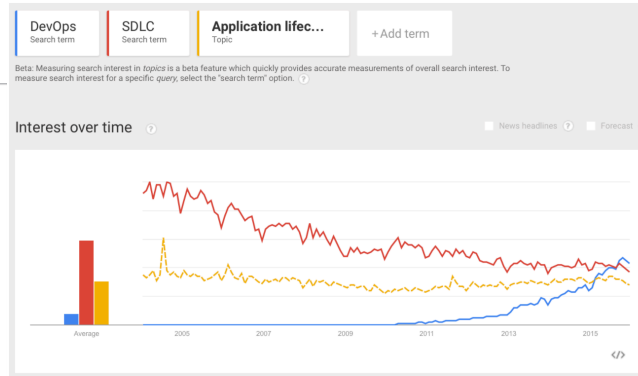 DevOps
Search term
SDLC
Search term
Application lifec...
Topic
+Add term
Beta: Measuring search interest in topics is a beta feature which quickly provides accurate measurements of overall search interest. To
measure search interest for a specific query, select the "search term" option. ?
Interest over time ?
News headlines ? Forecast
Average 2005 2007 2009 2011 2013 2015
</>